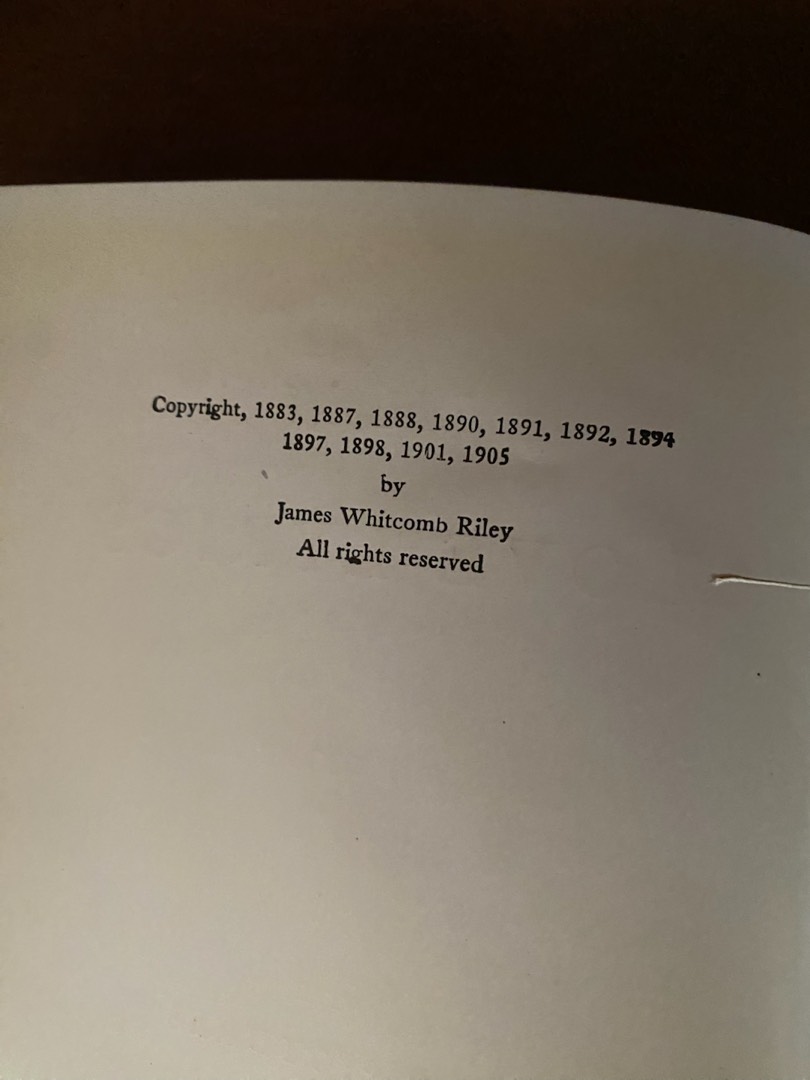 Copyright, 1883, 1887, 1888, 1890, 1891, 1892, 1894
1897, 1898, 1901, 1905
by
James Whitcomb Riley
All rights reserved